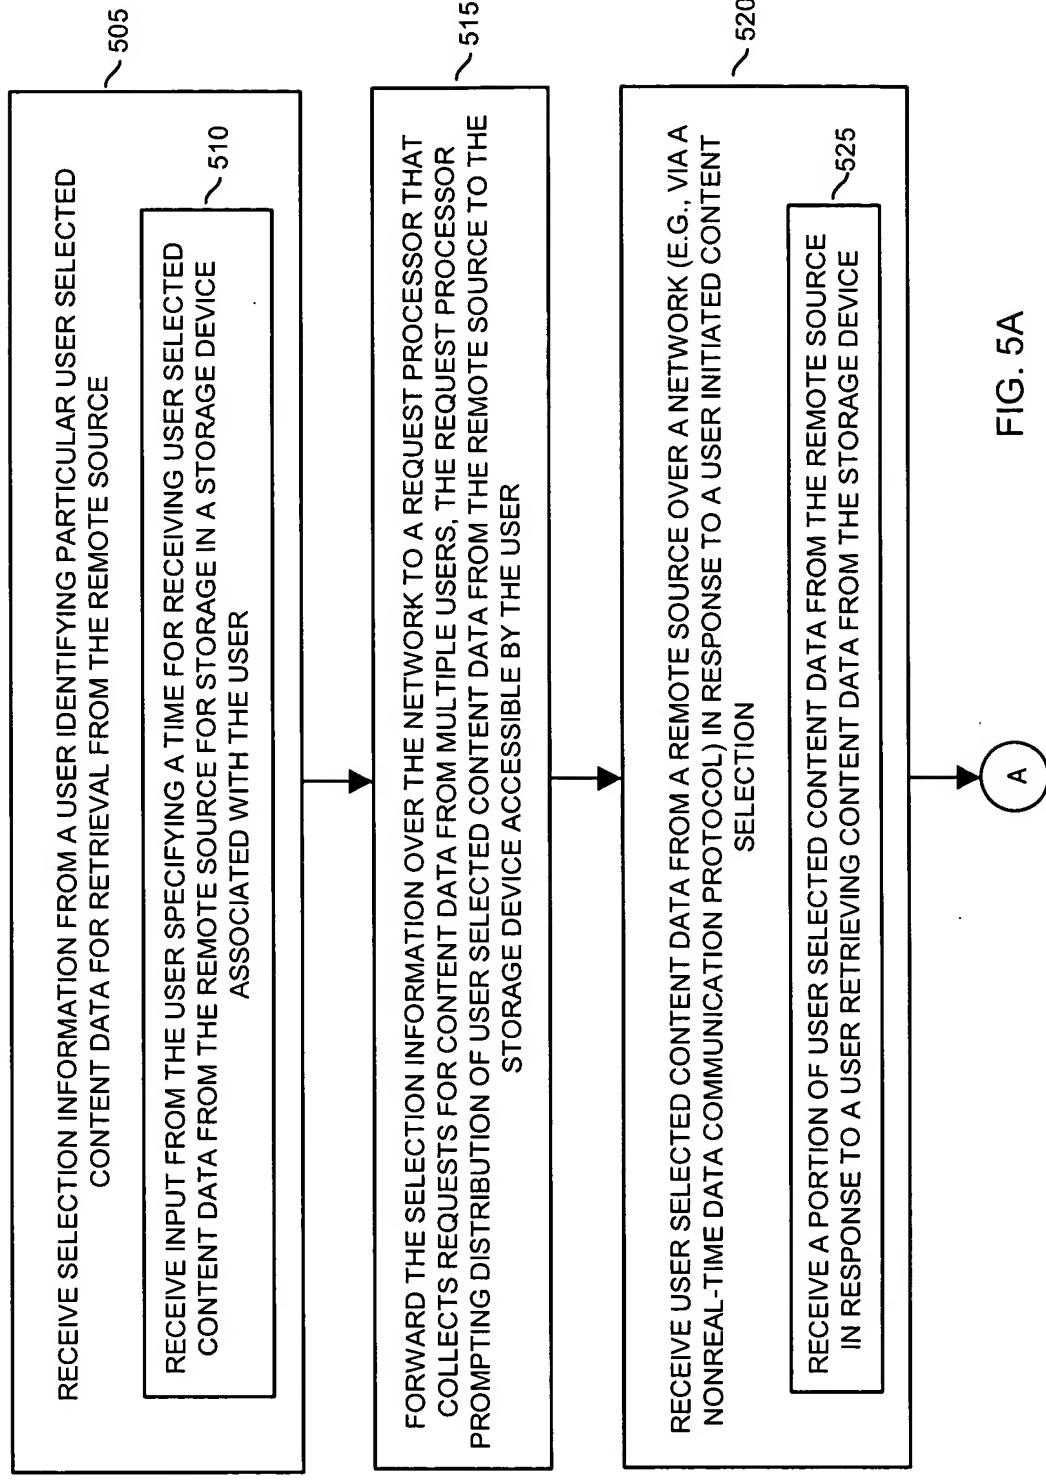 505
RECEIVE SELECTION INFORMATION FROM A USER IDENTIFYING PARTICULAR USER SELECTED
CONTENT DATA FOR RETRIEVAL FROM THE REMOTE SOURCE
510
RECEIVE INPUT FROM THE USER SPECIFYING A TIME FOR RECEIVING USER SELECTED
CONTENT DATA FROM THE REMOTE SOURCE FOR STORAGE IN A STORAGE DEVICE
ASSOCIATED WITH THE USER
515
FORWARD THE SELECTION INFORMATION OVER THE NETWORK TO A REQUEST PROCESSOR THAT
COLLECTS REQUESTS FOR CONTENT DATA FROM MULTIPLE USERS, THE REQUEST PROCESSOR
PROMPTING DISTRIBUTION OF USER SELECTED CONTENT DATA FROM THE REMOTE SOURCE TO THE
STORAGE DEVICE ACCESSIBLE BY THE USER
520
RECEIVE USER SELECTED CONTENT DATA FROM A REMOTE SOURCE OVER A NETWORK (E.G., VIA A
NONREAL-TIME DATA COMMUNICATION PROTOCOL) IN RESPONSE TO A USER INITIATED CONTENT
SELECTION
525
RECEIVE A PORTION OF USER SELECTED CONTENT DATA FROM THE REMOTE SOURCE
IN RESPONSE TO A USER RETRIEVING CONTENT DATA FROM THE STORAGE DEVICE
A
FIG. 5A